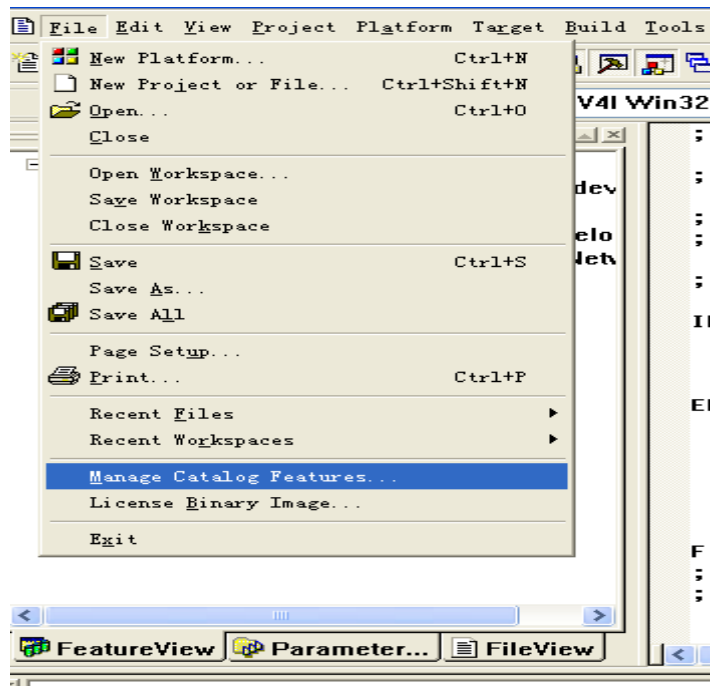 File Edit View Project Platform Target Build Tools
New Platform... Ctrl+N
New Project or File... Ctrl+Shift+N
Open... Ctrl+O
V4I Win32
Close
;
Open Workspace...
;
dev
Save Workspace
;
Close Workspace
elo
;
Save Ctrl+S
Save As...
;
Save All
Page Setup...
Print... Ctrl+P
Recent Files
Recent Workspaces
Manage Catalog Features...
License Binary Image...
Exit
F
;
;
FeatureView Parameter... FileView